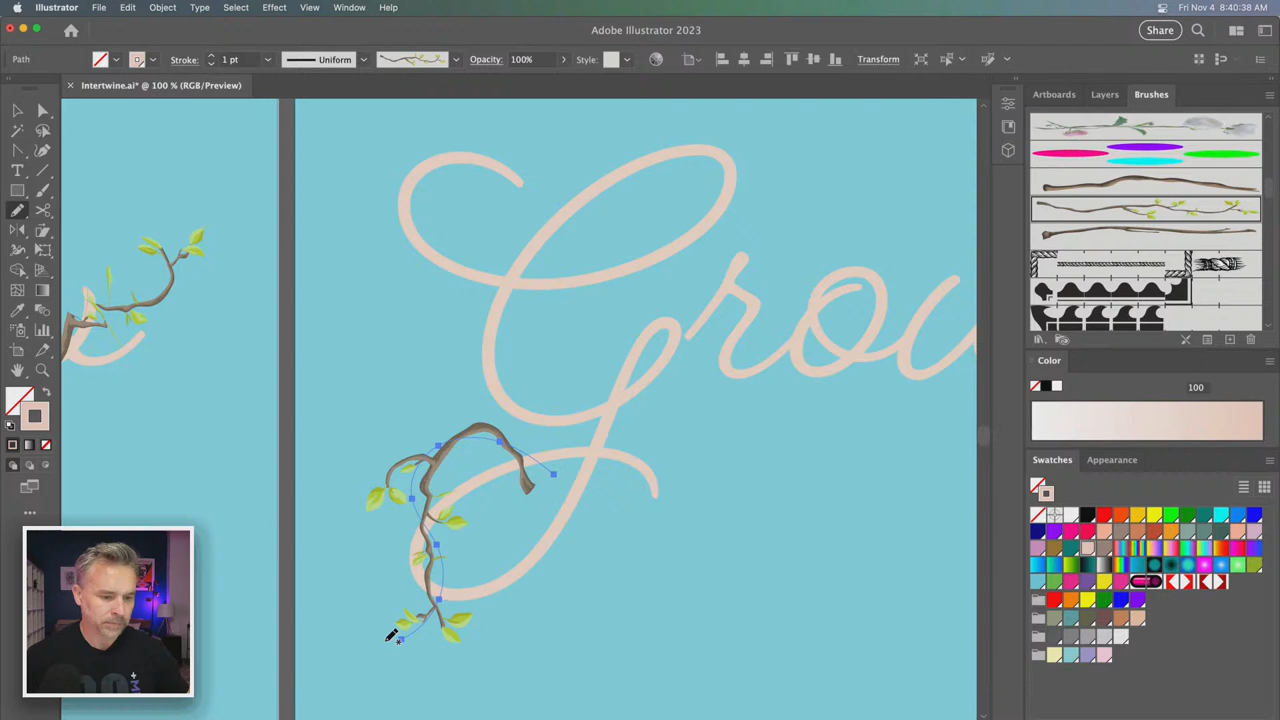 Illustrator File Edit Object Type Select Effect View Window Help Fri Nov 4 8:40:38 AM
Adobe Illustrator 2023 Share
Path Stroke: 1 pt Uniform Opacity: 100% Style: Transform
× Intertwine.ai* @ 100 % (RGB/Preview)
Artboards Layers Brushes
Grow
Color
100
Swatches Appearance